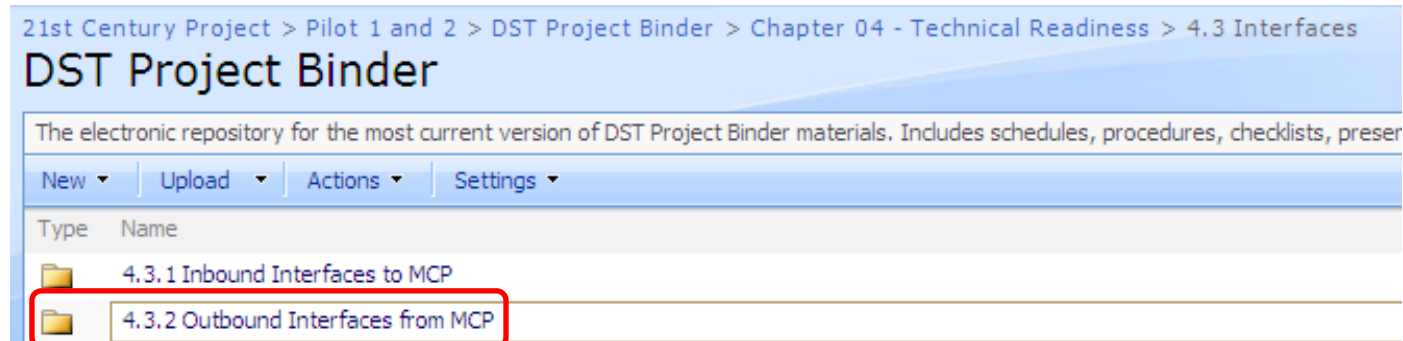 21st Century Project > Pilot 1 and 2 > DST Project Binder > Chapter 04 - Technical Readiness > 4.3 Interfaces
DST Project Binder
The electronic repository for the most current version of DST Project Binder materials. Includes schedules, procedures, checklists,
New Upload Actions Settings
Type Name
4.3.1 Inbound Interfaces to MCP
4.3.2 Outbound Interfaces from MCP